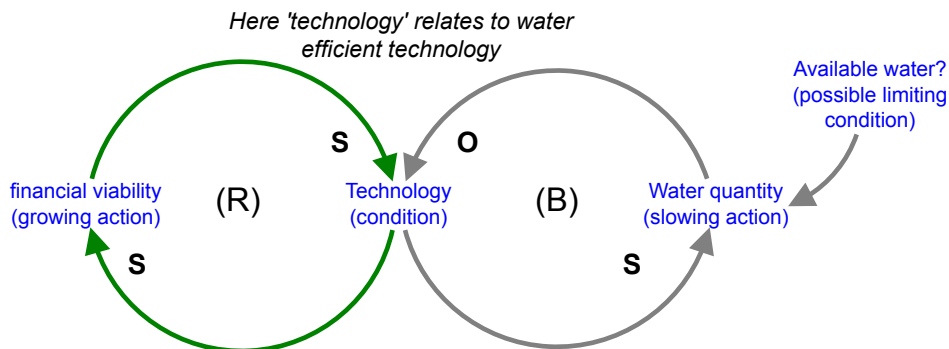 Here 'technology' relates to water
efficient technology
Available water?
(possible limiting
condition)
S
O
financial viability
(growing action)
(R)
Technology
(condition)
(B)
Water quantity
(slowing action)
S
S